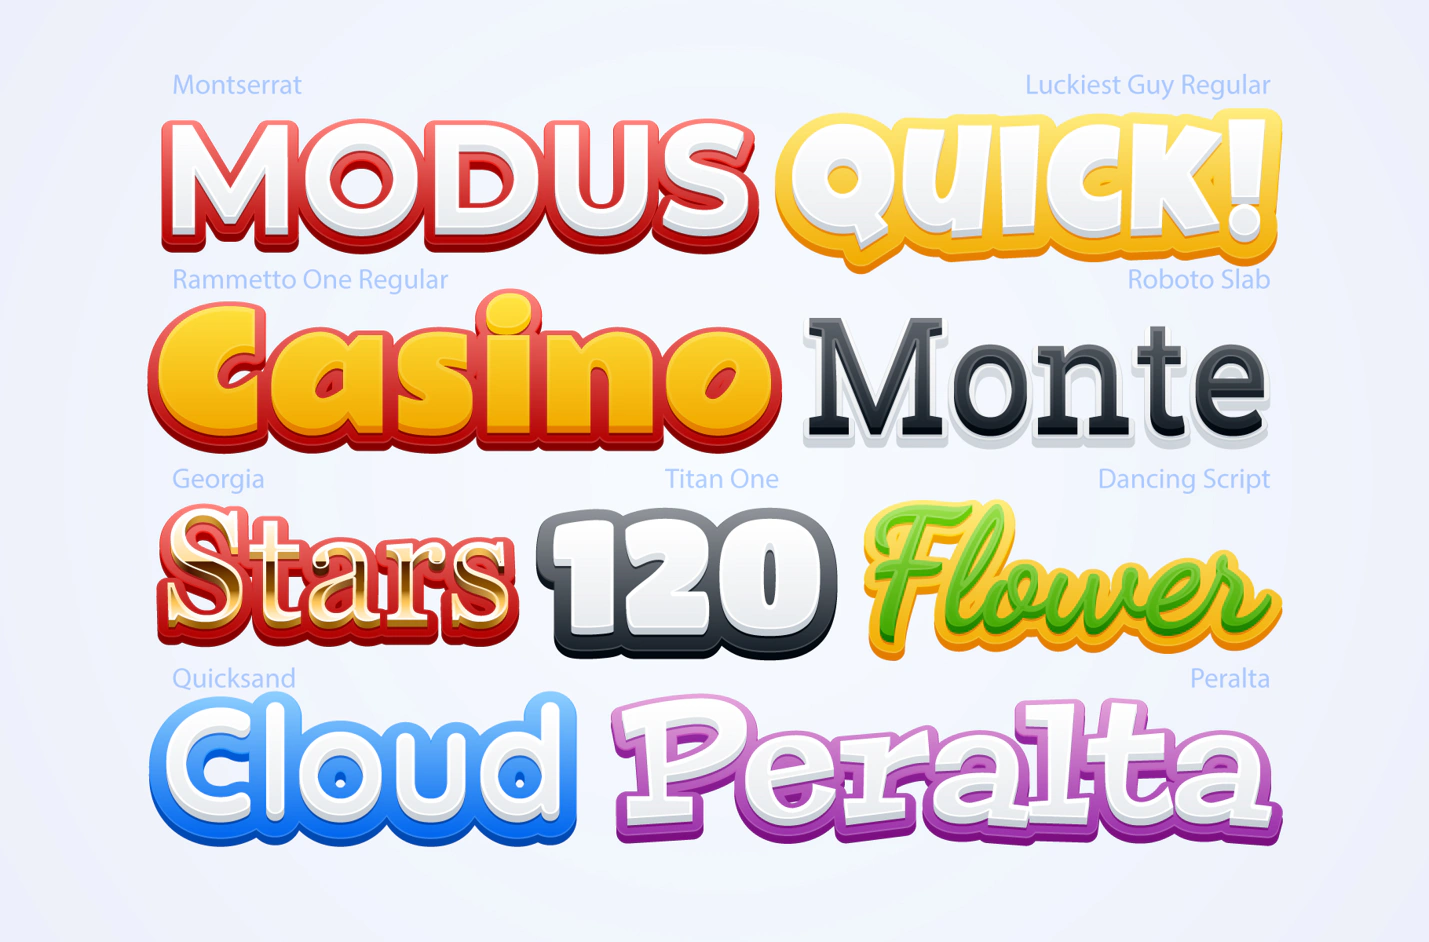 Montserrat Luckiest Guy Regular
MODUS QUICK!
Rammetto One Regular Roboto Slab
Casino Monte
Georgia Titan One Dancing Script
Stars 120 Flower
Quicksand Peralta
Cloud Peralta